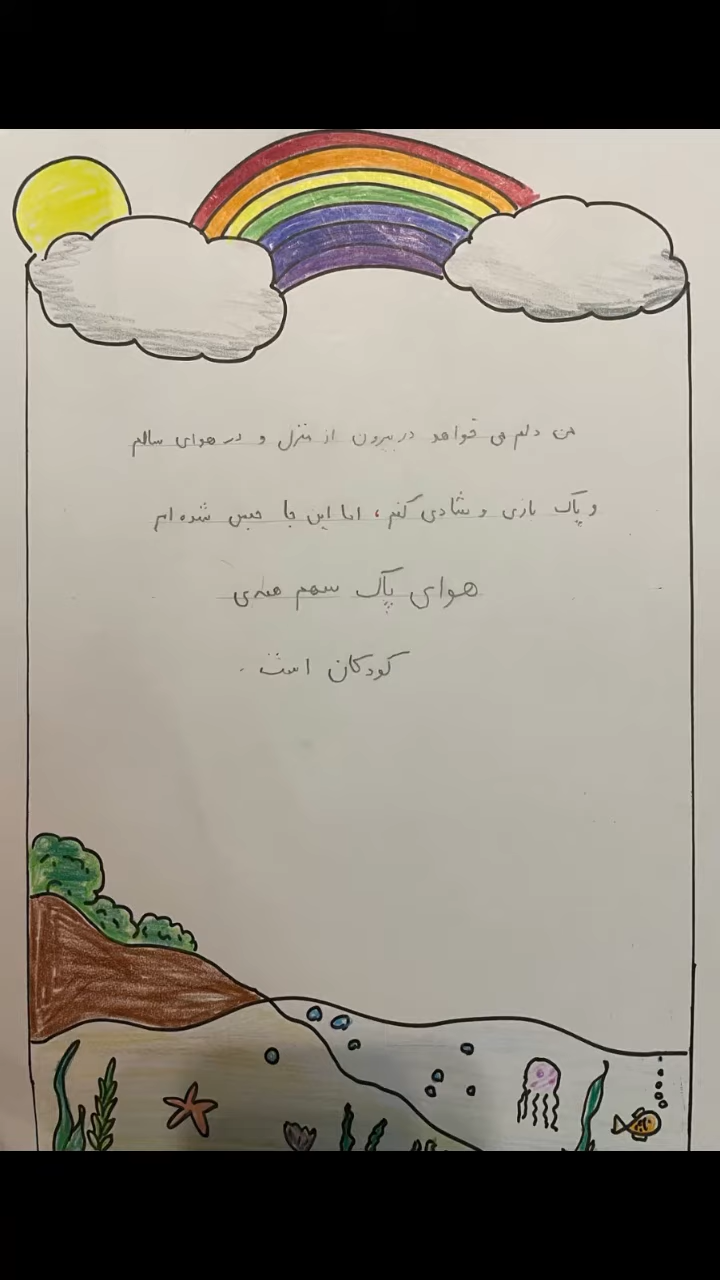 من دلم می خواهد در بیرون از منزل و در هوای سالم
و پاک بازی و شادی کنم، اما این جا حبس شده ام
هوای پاک سهم همه‌ی
کودکان است.